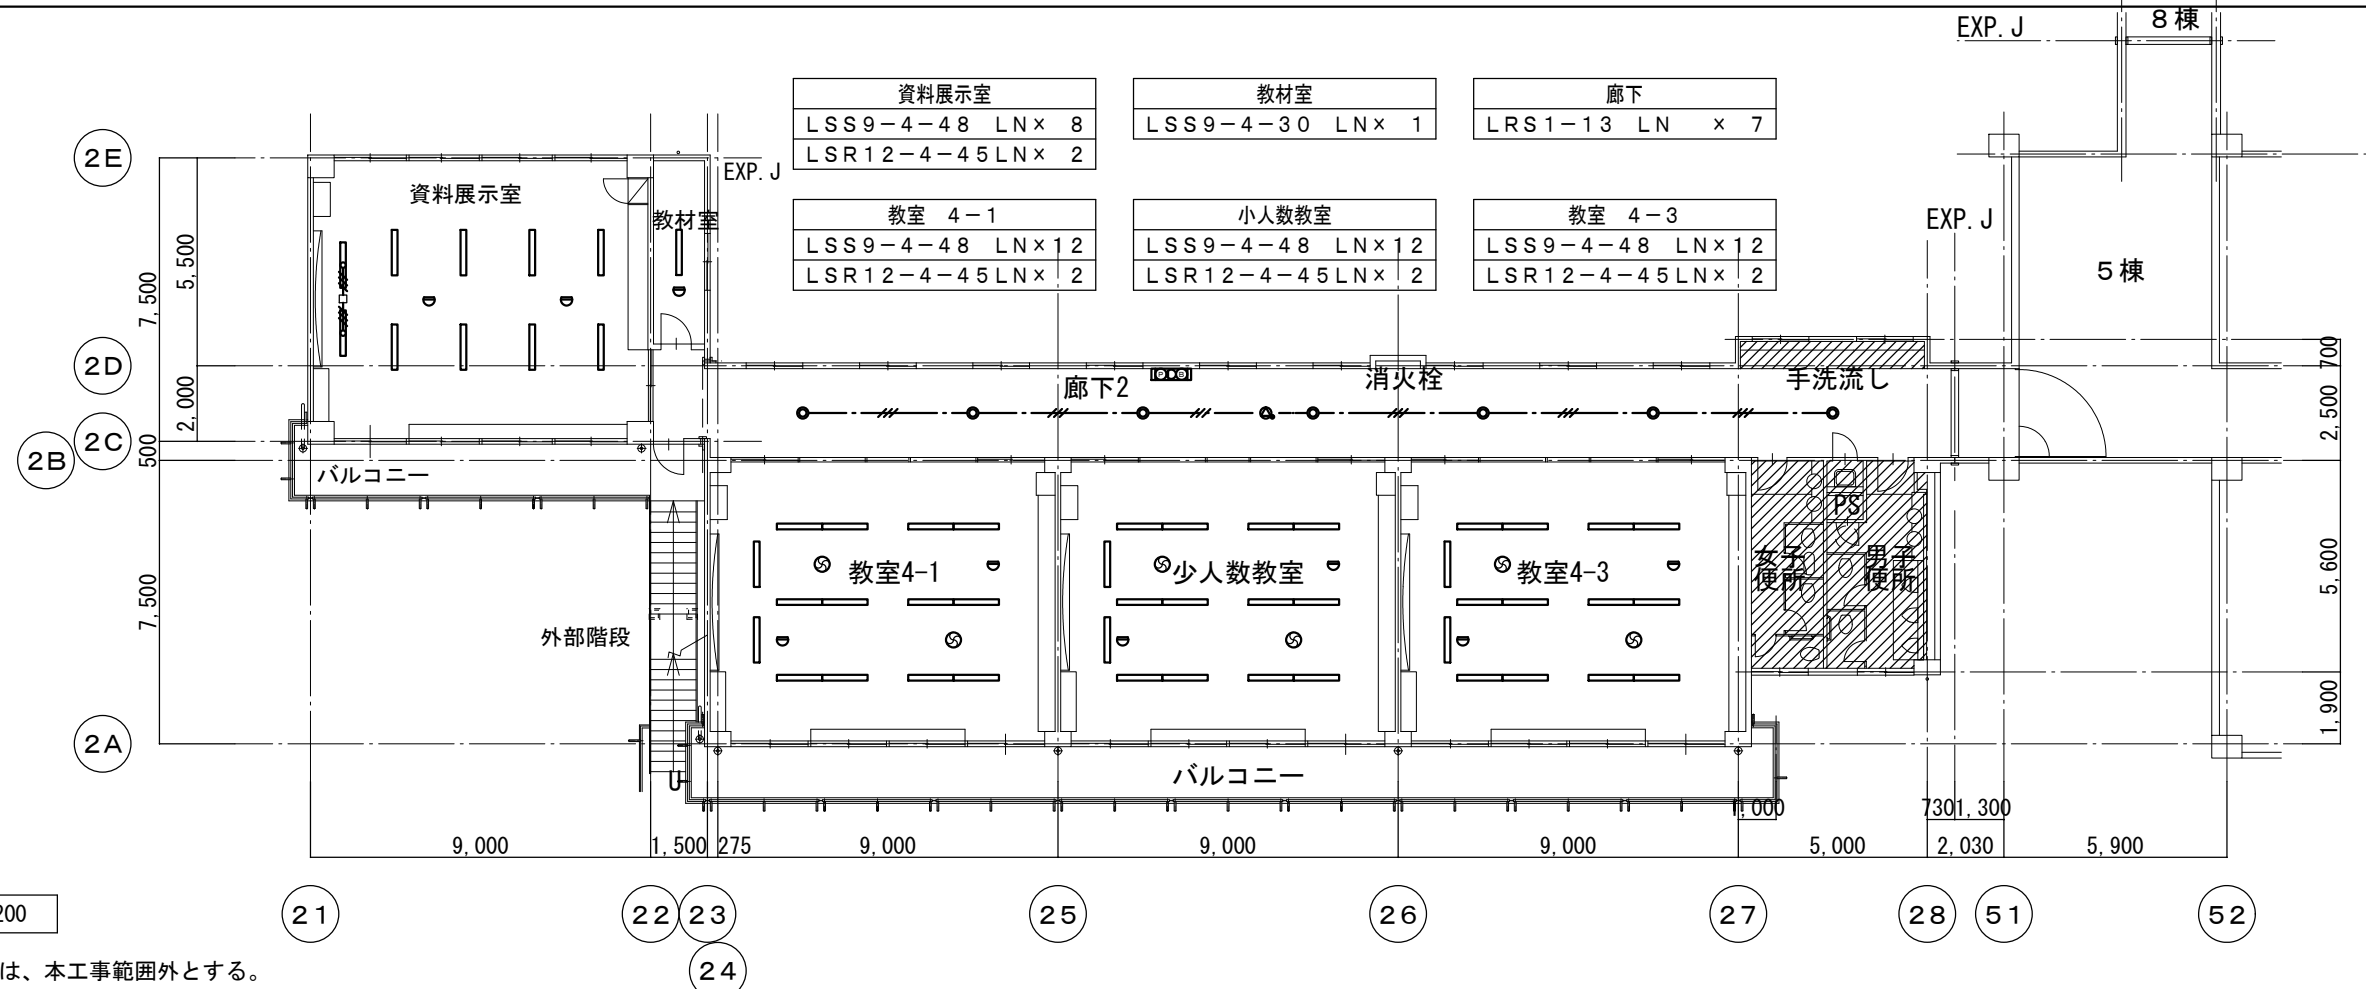 EXP.J
8棟
資料展示室
LSS9-4-48 LN× 8
LSR12-4-45LN× 2
教材室
LSS9-4-30 LN× 1
廊下
LRS1-13 LN × 7
教室 4-1
LSS9-4-48 LN×12
LSR12-4-45LN× 2
小人数教室
LSS9-4-48 LN×12
LSR12-4-45LN× 2
教室 4-3
LSS9-4-48 LN×12
LSR12-4-45LN× 2
2E
EXP.J
資料展示室
教材室
EXP.J
5棟
5,500
7,500
2D
廊下2
消火栓
手洗流し
700
2,000
2,500
2C
2B
500
バルコニー
PS
教室4-1
少人数教室
教室4-3
女子
便所
男子
便所
5,600
7,500
外部階段
1,900
2A
U
バルコニー
1,000
730
1,300
9,000
1,500
275
9,000
9,000
9,000
5,000
2,030
5,900
21
22
23
25
26
27
28
51
52
200
24
は、本工事範囲外とする。